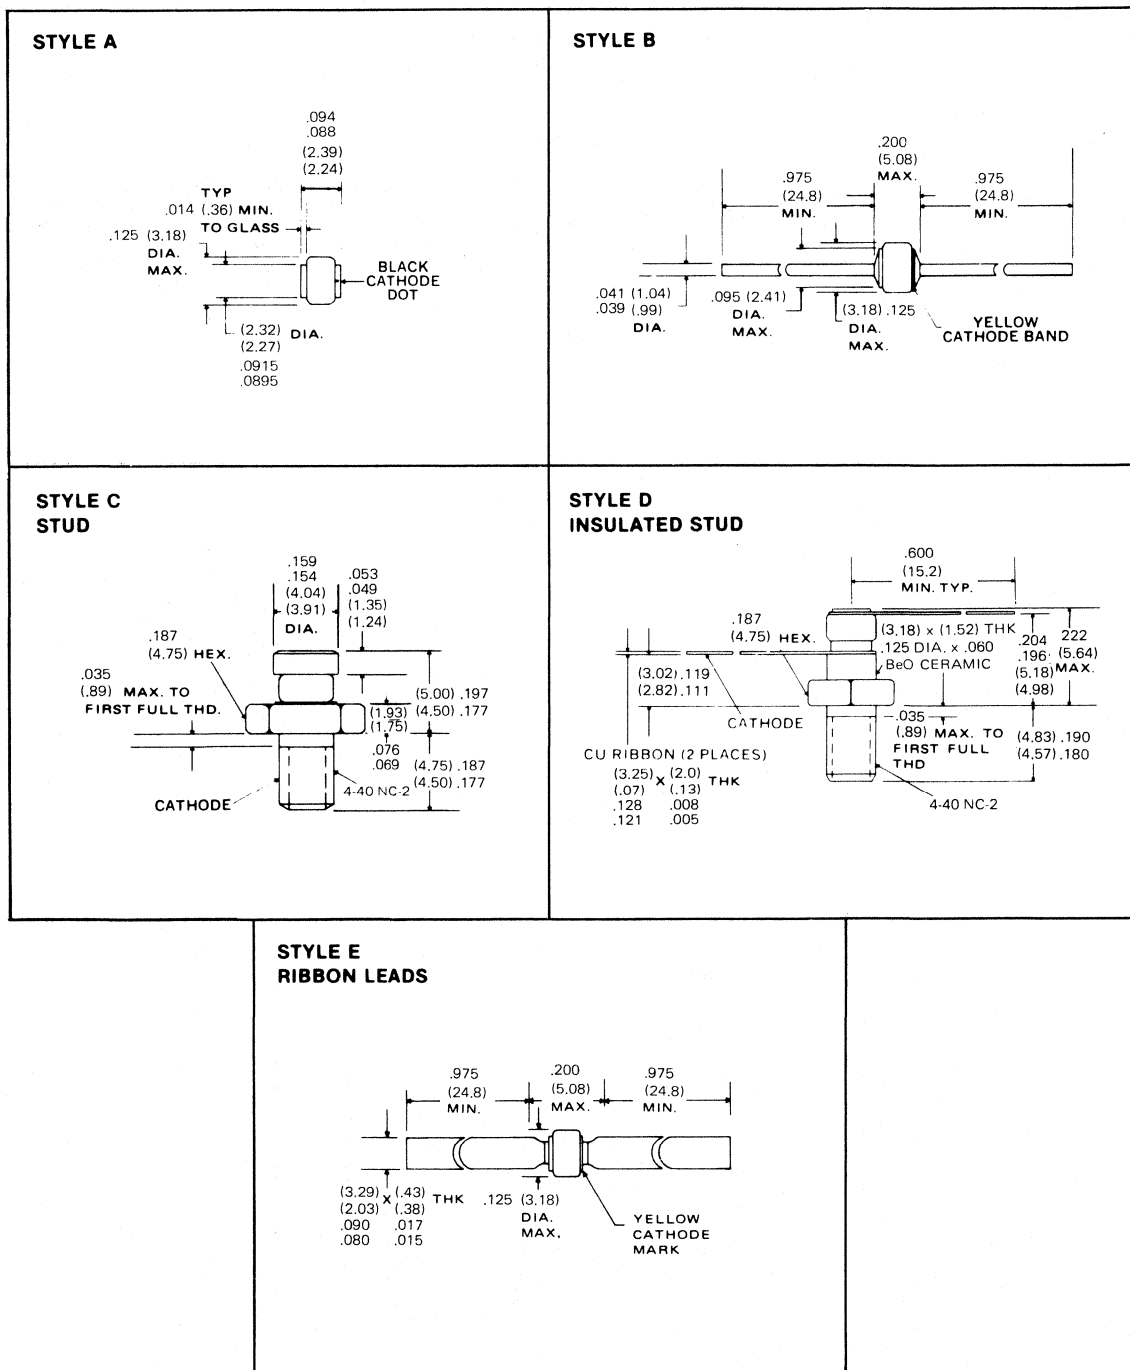 STYLE A
.094
.088
(2.39)
(2.24)
TYP
.014 (.36) MIN.
TO GLASS
.125 (3.18)
DIA.
MAX.
BLACK
CATHODE
DOT
(2.32) DIA.
(2.27)
.0915
.0895
STYLE B
.200
(5.08)
MAX.
.975
(24.8)
MIN.
.975
(24.8)
MIN.
.041 (1.04)
.039 (.99)
DIA.
.095 (2.41)
DIA.
MAX.
(3.18) .125
DIA.
MAX.
YELLOW
CATHODE BAND
STYLE C
STUD
.159
.154
(4.04)
(3.91)
DIA.
.053
.049
(1.35)
(1.24)
.187
(4.75) HEX.
.035
(.89) MAX. TO
FIRST FULL THD.
(5.00) .197
(4.50) .177
(1.93)
(1.75)
.076
.069
(4.75) .187
(4.50) .177
4-40 NC-2
CATHODE
STYLE D
INSULATED STUD
.600
(15.2)
MIN. TYP.
.187
(4.75) HEX.
(3.18) x (1.52) THK
.125 DIA. x .060
BeO CERAMIC
.204
.196
(5.18)
(4.98)
.222
(5.64)
MAX.
(3.02) .119
(2.82) .111
CATHODE
.035
(.89) MAX. TO
FIRST FULL
THD
(4.83) .190
(4.57) .180
CU RIBBON (2 PLACES)
(3.25) x (2.0) THK
(.07) (.13)
.128 .008
.121 .005
4-40 NC-2
STYLE E
RIBBON LEADS
.975
(24.8)
MIN.
.200
(5.08)
MAX.
.975
(24.8)
MIN.
(3.29) x (.43) THK
(2.03) (.38)
.090 .017
.080 .015
.125 (3.18)
DIA.
MAX.
YELLOW
CATHODE
MARK